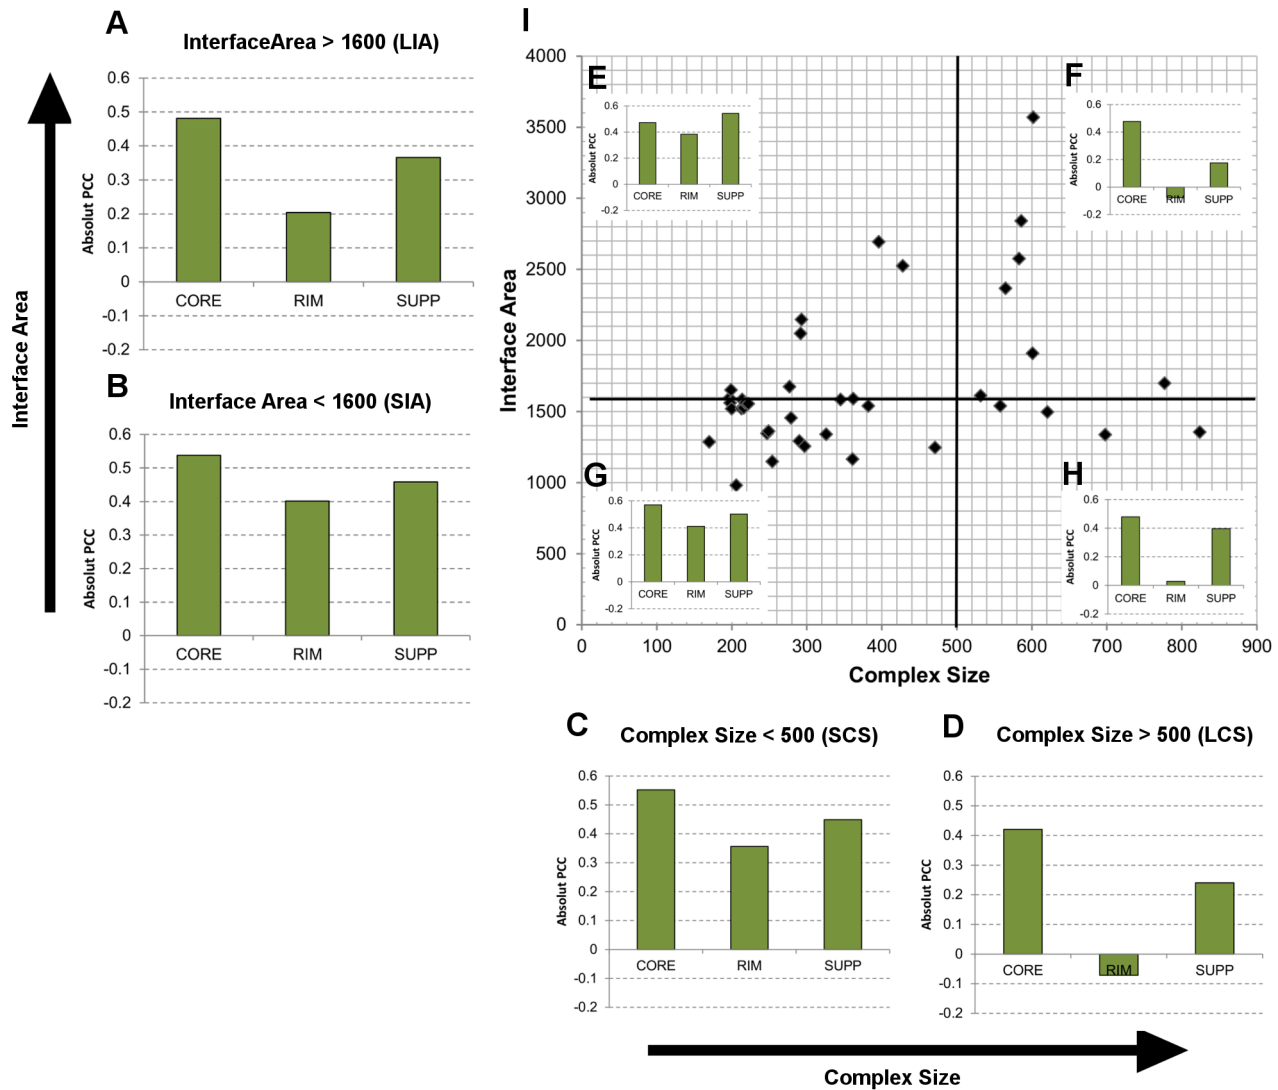 A
InterfaceArea > 1600 (LIA)
0.6
0.5
0.4
0.3
0.2
0.1
0
-0.1
-0.2
Absolut PCC
CORE RIM SUPP
Interface Area
B
Interface Area < 1600 (SIA)
0.6
0.5
0.4
0.3
0.2
0.1
0
-0.1
-0.2
Absolut PCC
CORE RIM SUPP
I
4000
3500
3000
2500
2000
1500
1000
500
0
Interface Area
0 100 200 300 400 500 600 700 800 900
Complex Size
E
0.6
0.4
0.2
0
-0.2
Absolut PCC
CORE RIM SUPP
F
0.6
0.4
0.2
0
-0.2
Absolut PCC
CORE RIM SUPP
G
0.6
0.4
0.2
0
-0.2
Absolut PCC
CORE RIM SUPP
H
0.6
0.4
0.2
0
-0.2
Absolut PCC
CORE RIM SUPP
C
Complex Size < 500 (SCS)
0.6
0.5
0.4
0.3
0.2
0.1
0
-0.1
-0.2
Absolut PCC
CORE RIM SUPP
D
Complex Size > 500 (LCS)
0.6
0.5
0.4
0.3
0.2
0.1
0
-0.1
-0.2
Absolut PCC
CORE RIM SUPP
Complex Size